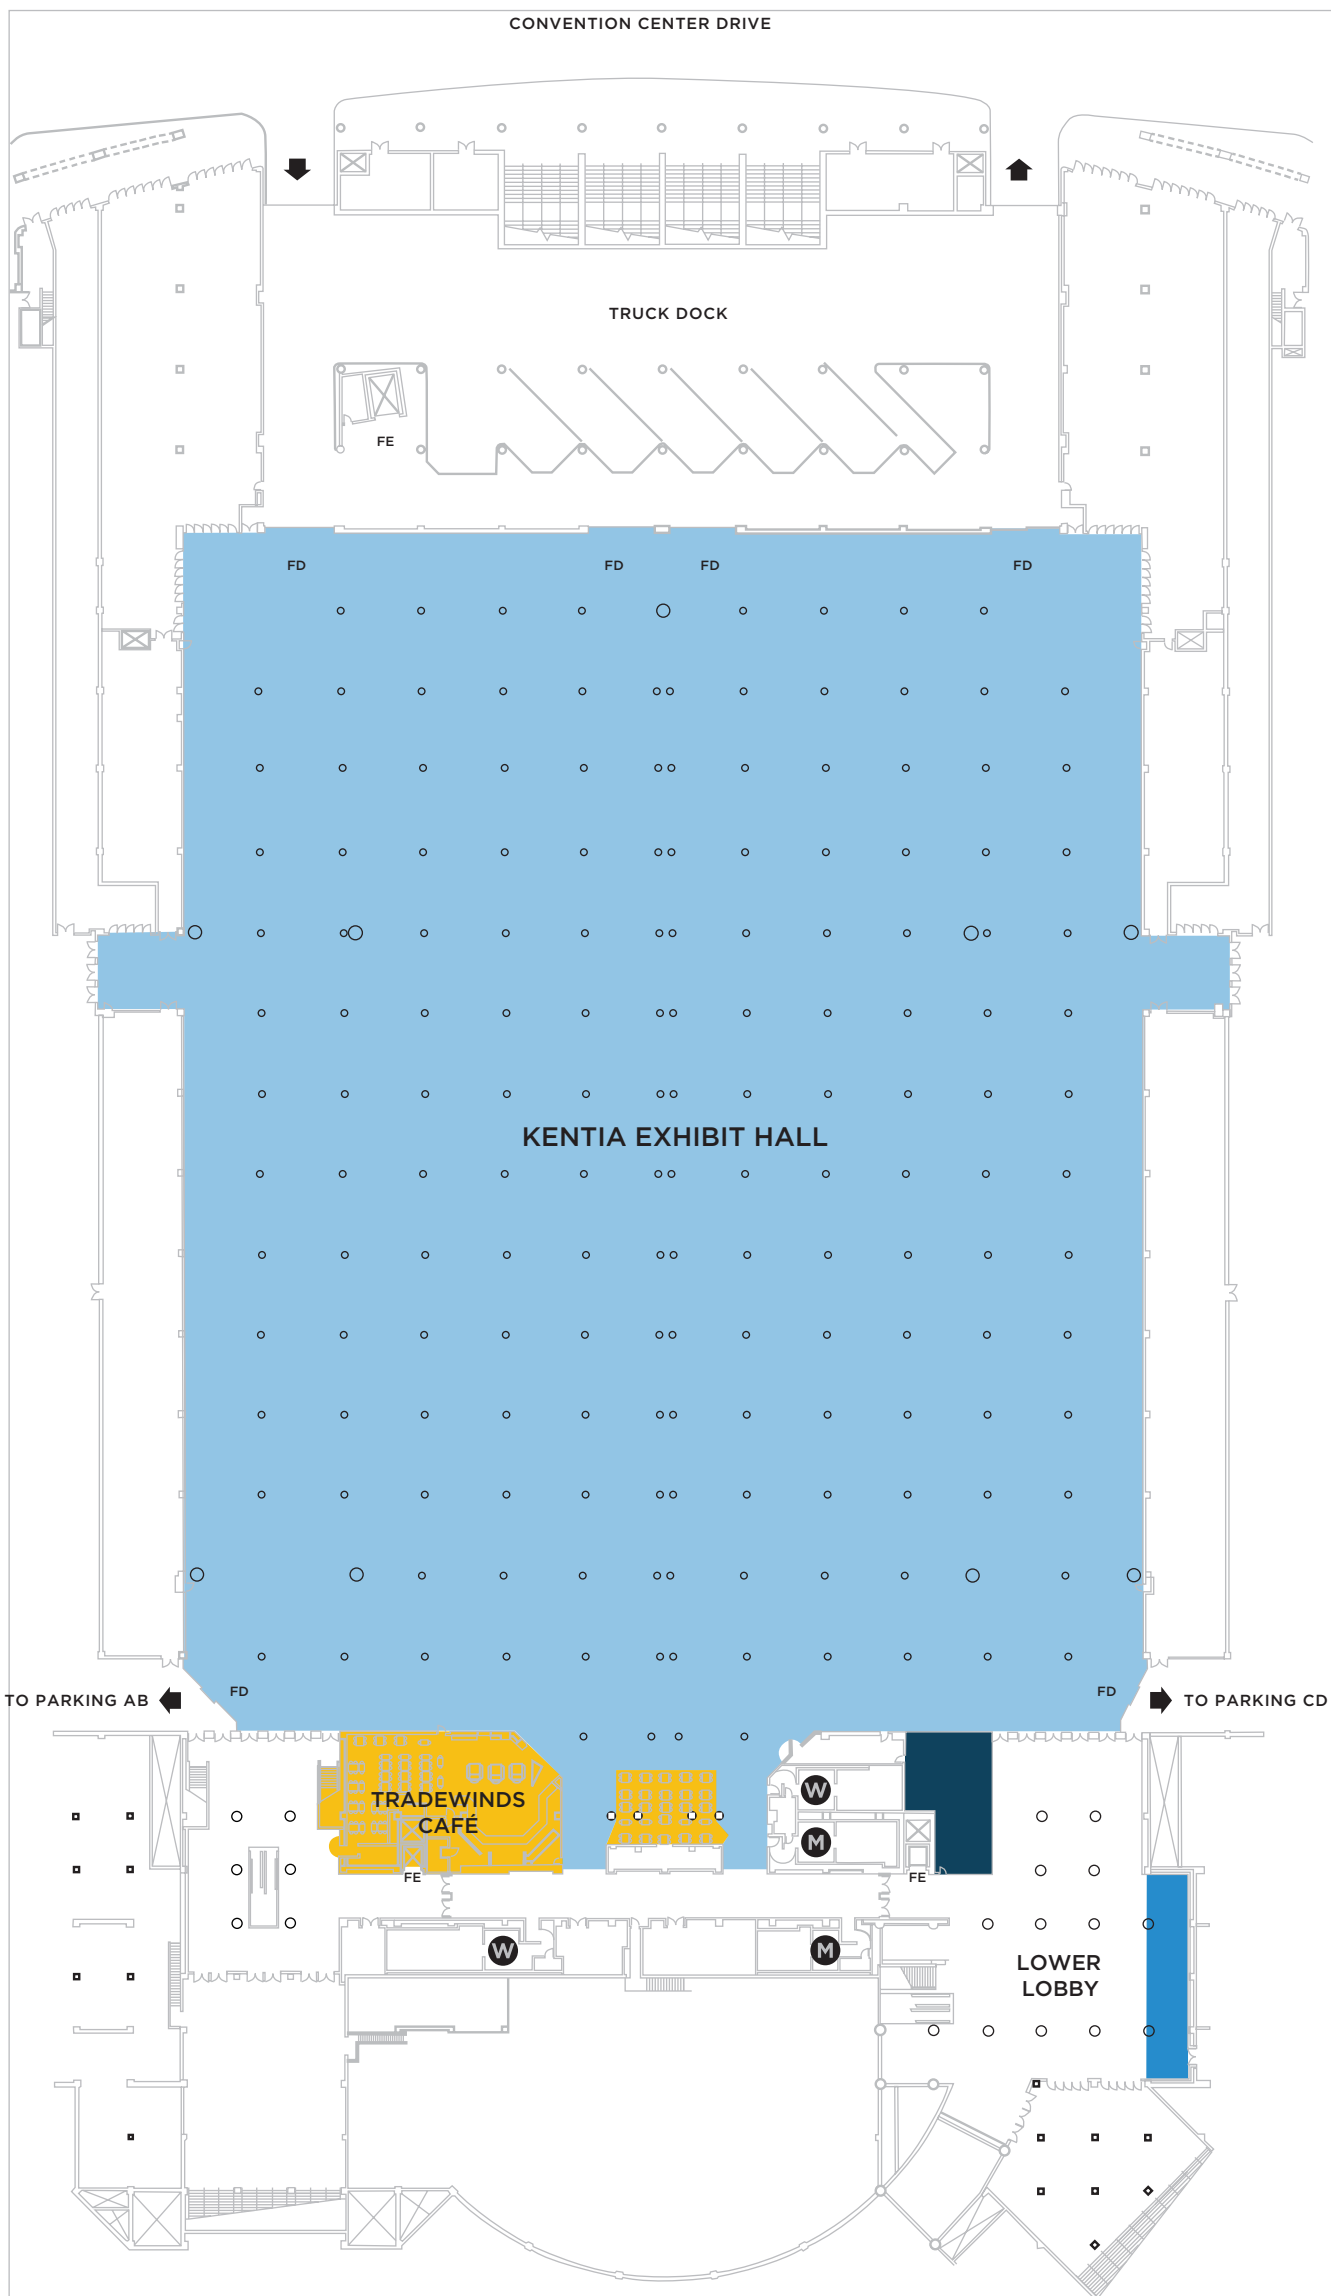 CONVENTION CENTER DRIVE
TRUCK DOCK
FE
FD FD FD FD
KENTIA EXHIBIT HALL
FD FD
TO PARKING AB TO PARKING CD
TRADEWINDS
CAFÉ
W
M
FE FE
W M
LOWER
LOBBY